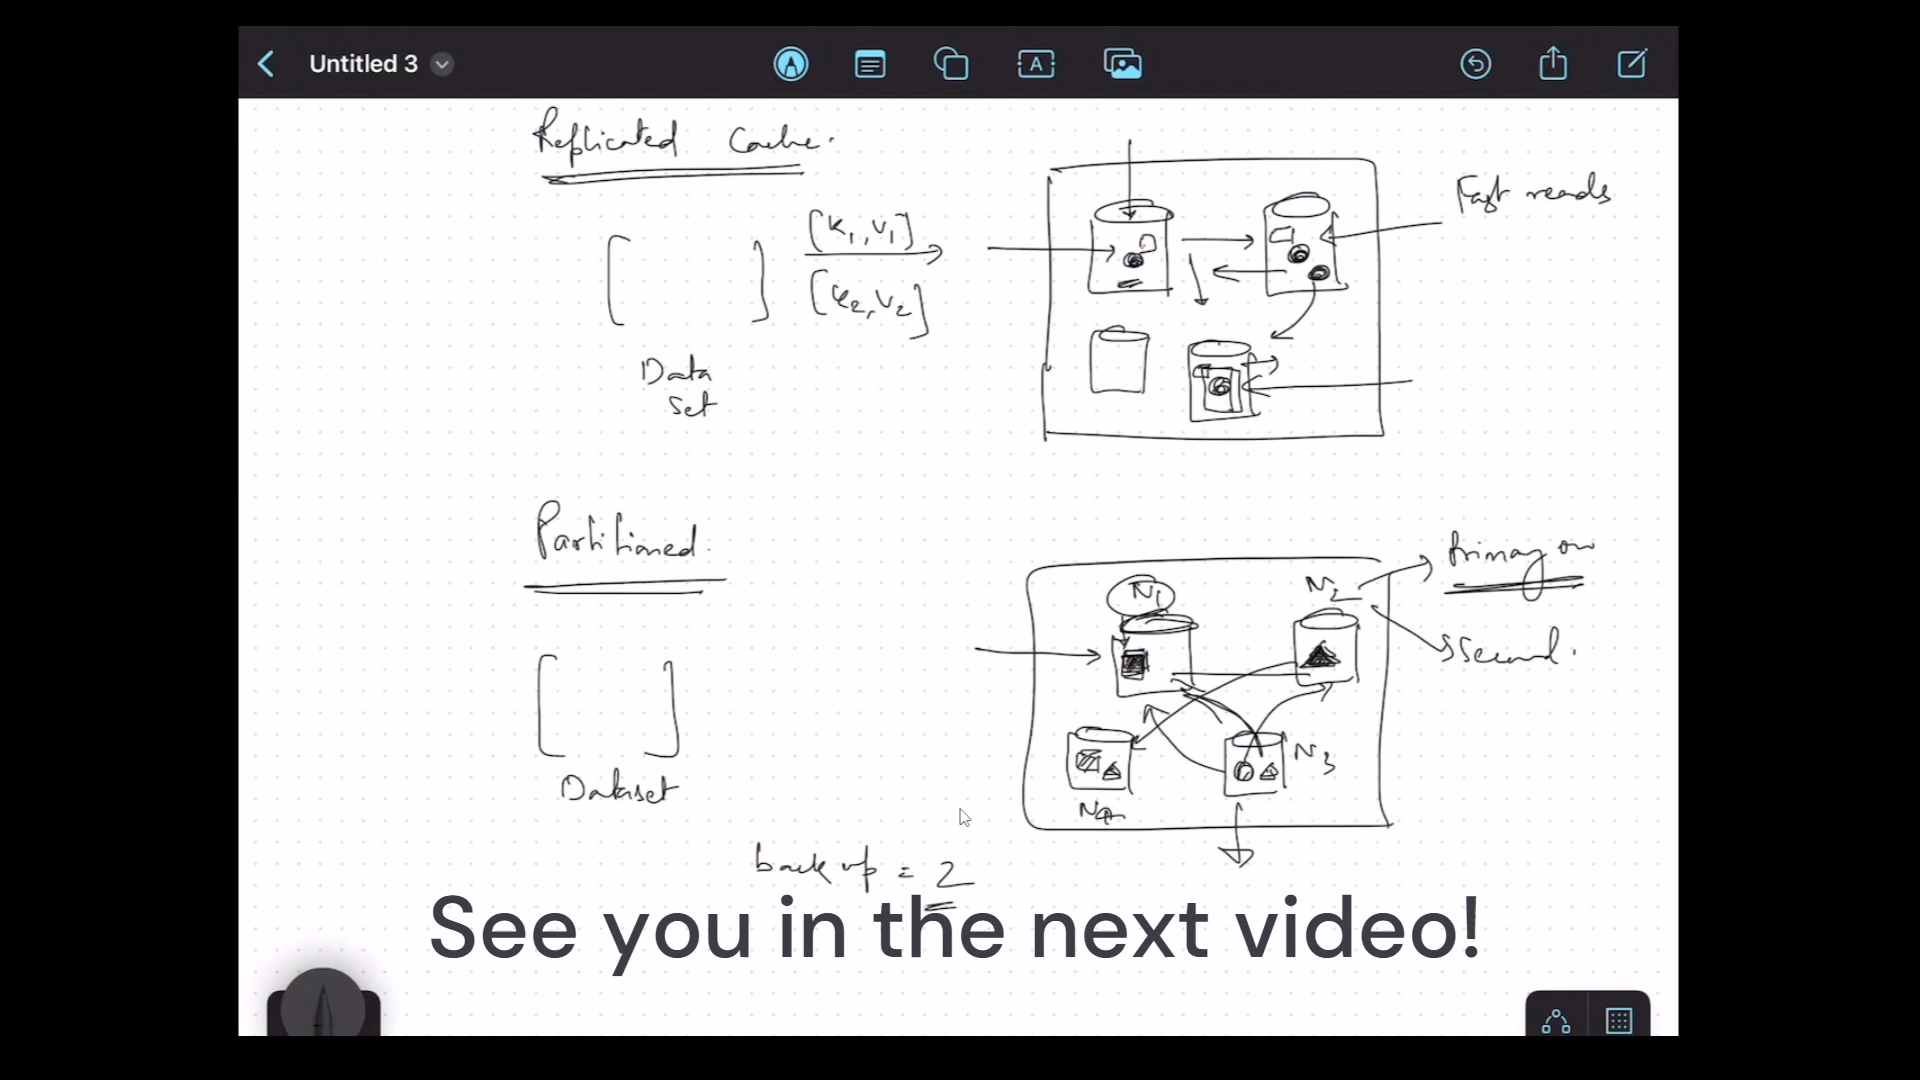 Untitled 3
Replicated Cache.
Fast reads
[k1,v1]
[k2,v2]
Data
Set
Partitioned.
N1
N2
Primary on
Second.
N3
N4
Dataset
back up = 2
See you in the next video!